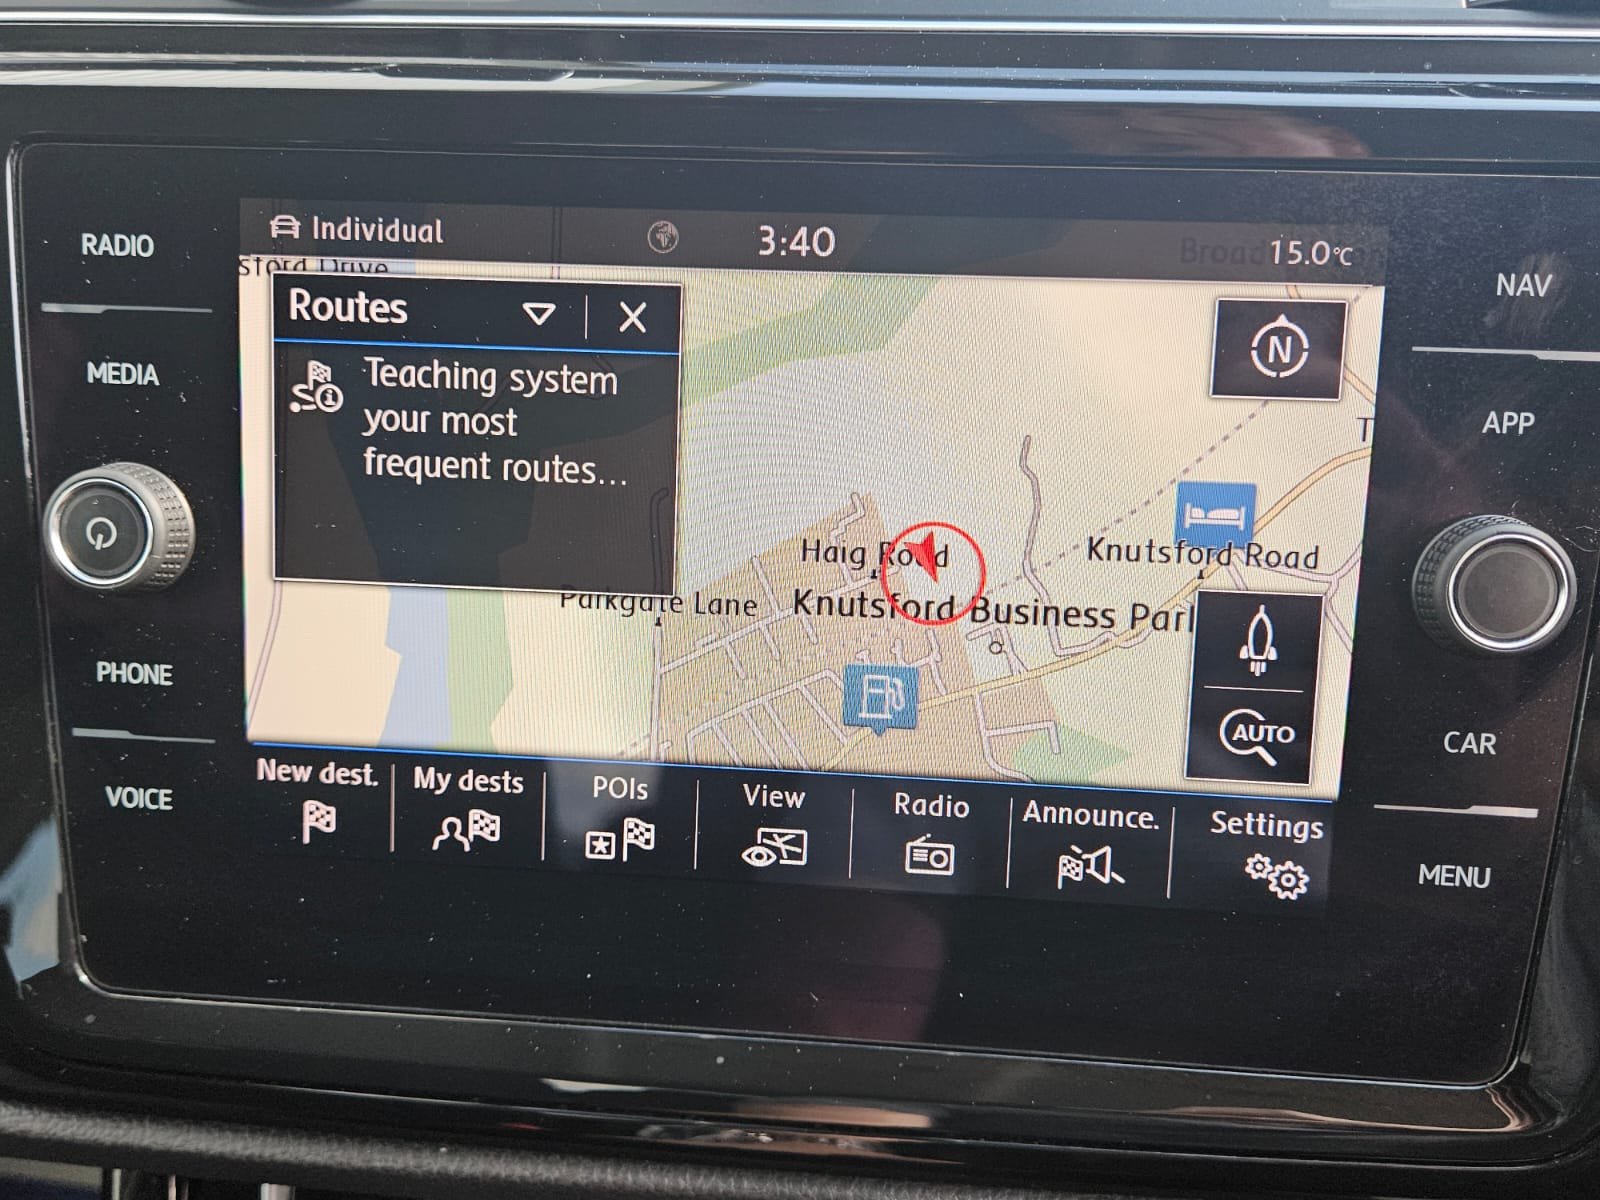 RADIO
MEDIA
PHONE
VOICE
Individual
3:40
15.0°C
Routes
Teaching system
your most
frequent routes...
N
Haig Road
Knutsford Road
Parkgate Lane
Knutsford Business Parl
AUTO
New dest.
My dests
POIs
View
Radio
Announce.
Settings
NAV
APP
CAR
MENU